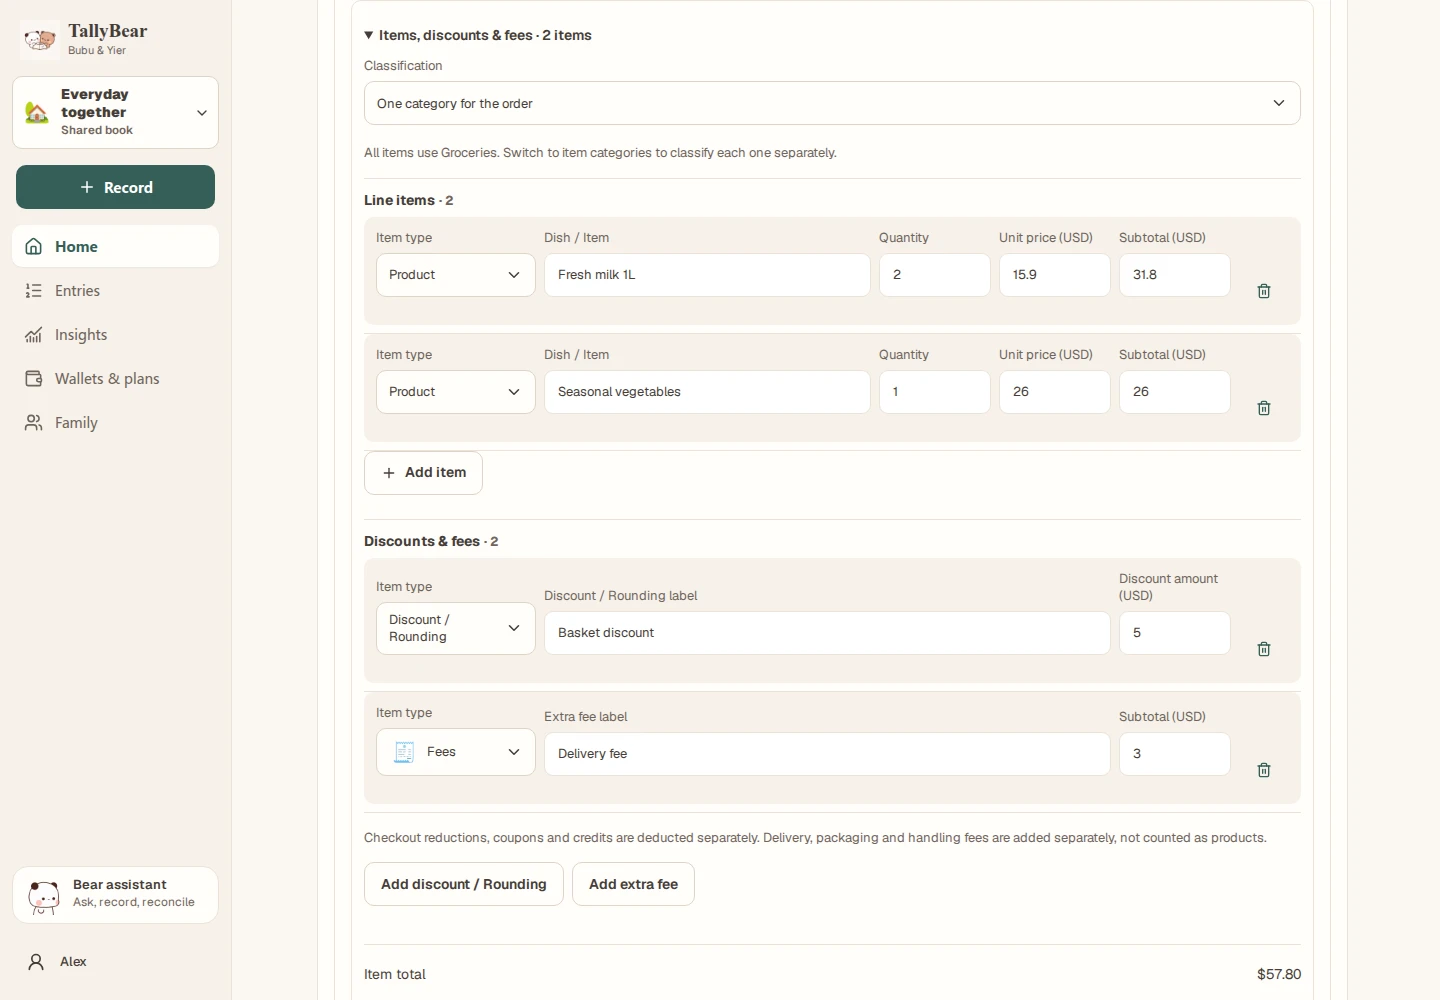 TallyBear
Bubu & Yier
Everyday
together
Shared book
Record
Home
Entries
Insights
Wallets & plans
Family
Bear assistant
Ask, record, reconcile
Alex
Items, discounts & fees · 2 items
Classification
One category for the order
All items use Groceries. Switch to item categories to classify each one separately.
Line items · 2
Item type Dish / Item Quantity Unit price (USD) Subtotal (USD)
Product Fresh milk 1L 2 15.9 31.8
Item type Dish / Item Quantity Unit price (USD) Subtotal (USD)
Product Seasonal vegetables 1 26 26
Add item
Discounts & fees · 2
Item type Discount / Rounding label Discount amount
(USD)
Discount /
Rounding Basket discount 5
Item type Extra fee label Subtotal (USD)
Fees Delivery fee 3
Checkout reductions, coupons and credits are deducted separately. Delivery, packaging and handling fees are added separately, not counted as products.
Add discount / Rounding Add extra fee
Item total $57.80